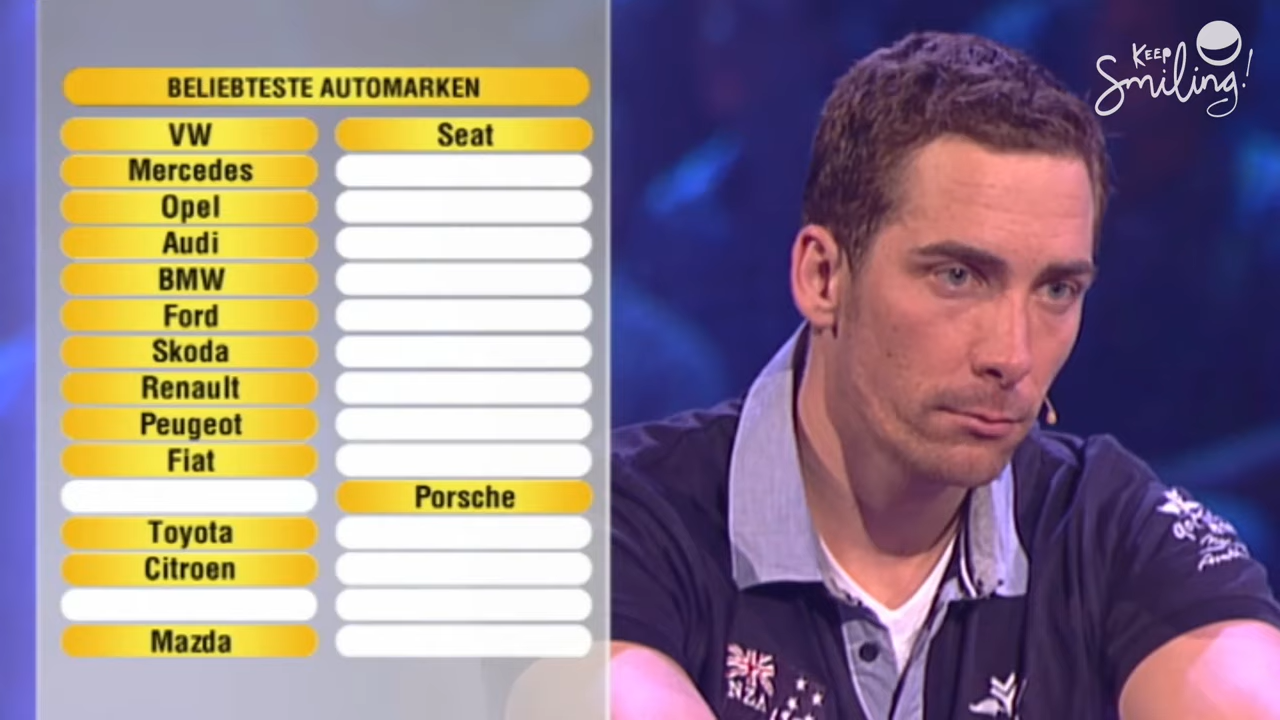 BELIEBTESTE AUTOMARKEN
VW
Mercedes
Opel
Audi
BMW
Ford
Skoda
Renault
Peugeot
Fiat
Toyota
Citroen
Mazda
Seat
Porsche
KEEP
Smiling!